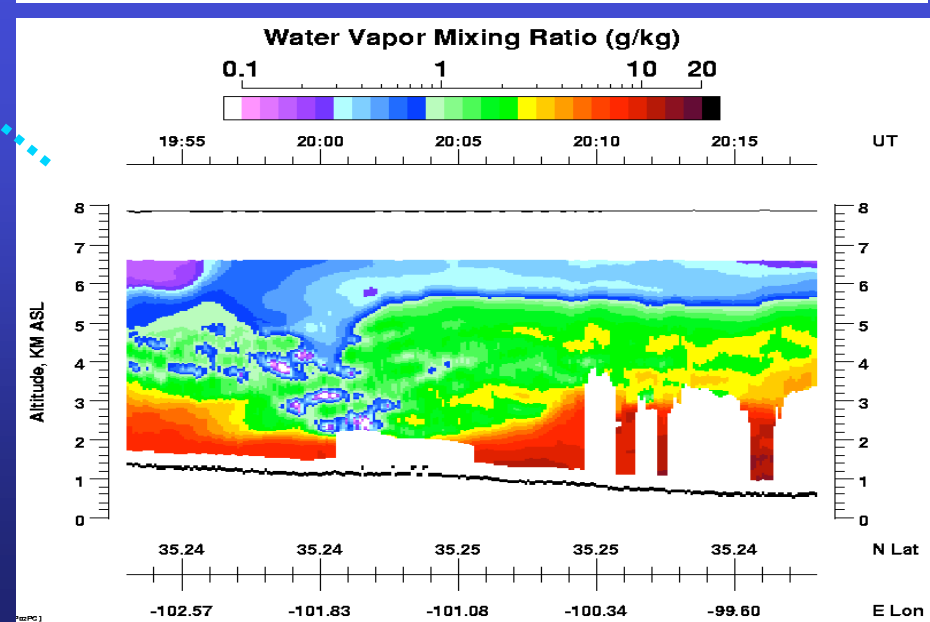 Water Vapor Mixing Ratio (g/kg)
0.1 1 10 20
19:55 20:00 20:05 20:10 20:15 UT
8 8
7 7
6 6
5 5
4 4
3 3
2 2
1 1
0 0
Altitude, KM ASL
35.24 35.24 35.25 35.25 35.24 N Lat
-102.57 -101.83 -101.08 -100.34 -99.60 E Lon